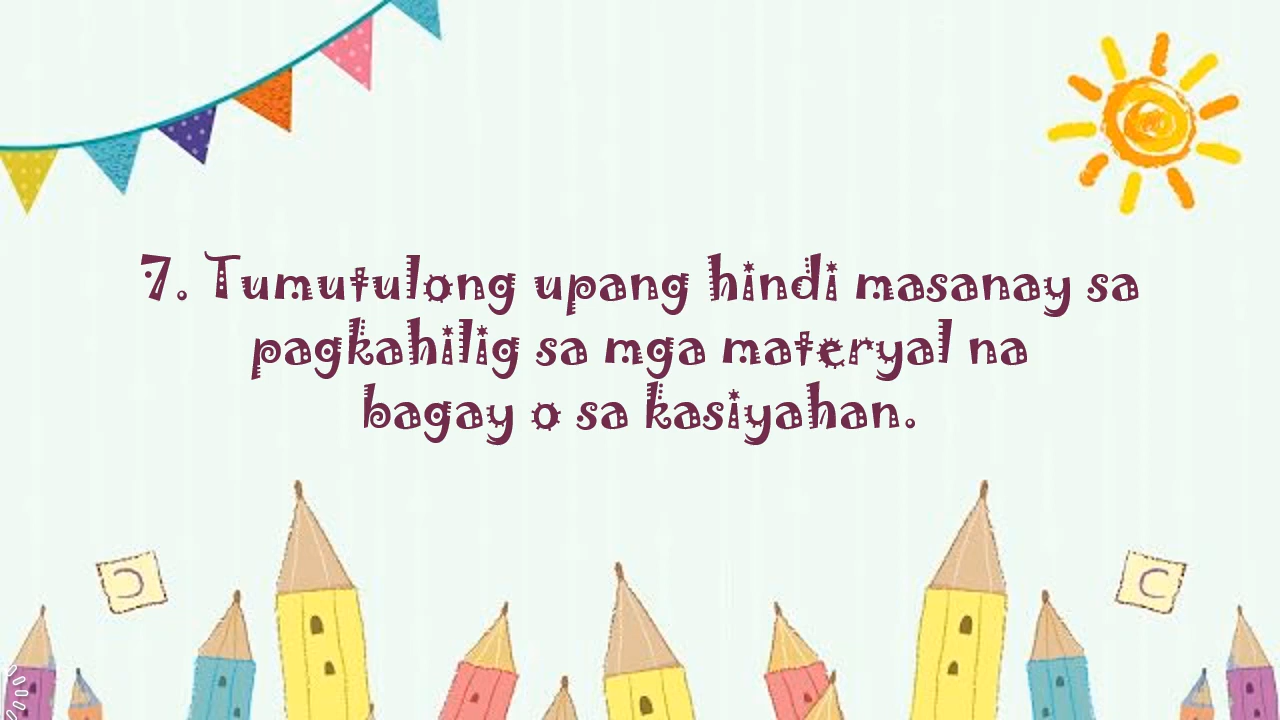 7. Tumutulong upang hindi masanay sa
pagkahilig sa mga materyal na
bagay o sa kasiyahan.
C